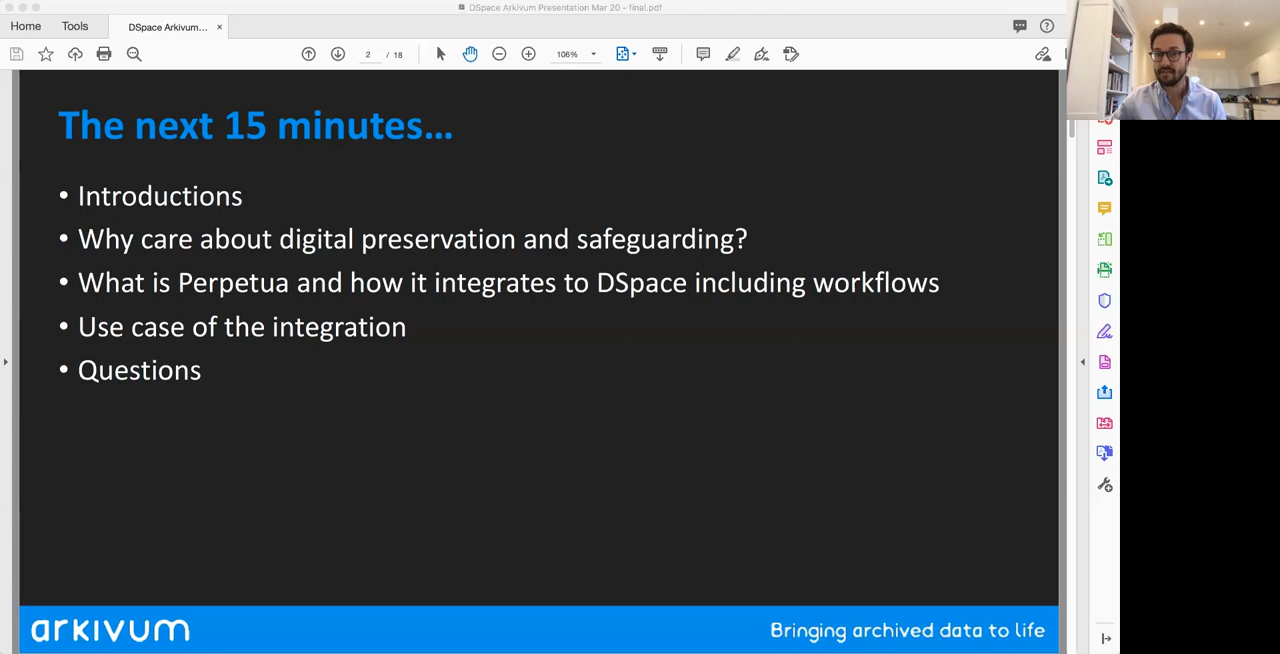 DSpace Arkivum Presentation Mar 20 - final.pdf
Home
Tools
DSpace Arkivum...
2 / 18
106%
The next 15 minutes...
• Introductions
• Why care about digital preservation and safeguarding?
• What is Perpetua and how it integrates to DSpace including workflows
• Use case of the integration
• Questions
arkivum
Bringing archived data to life